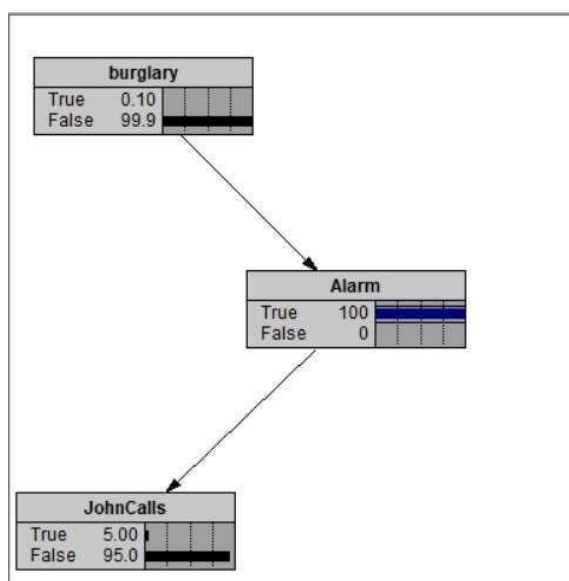 burglary
True 0.10
False 99.9
Alarm
True 100
False 0
JohnCalls
True 5.00
False 95.0